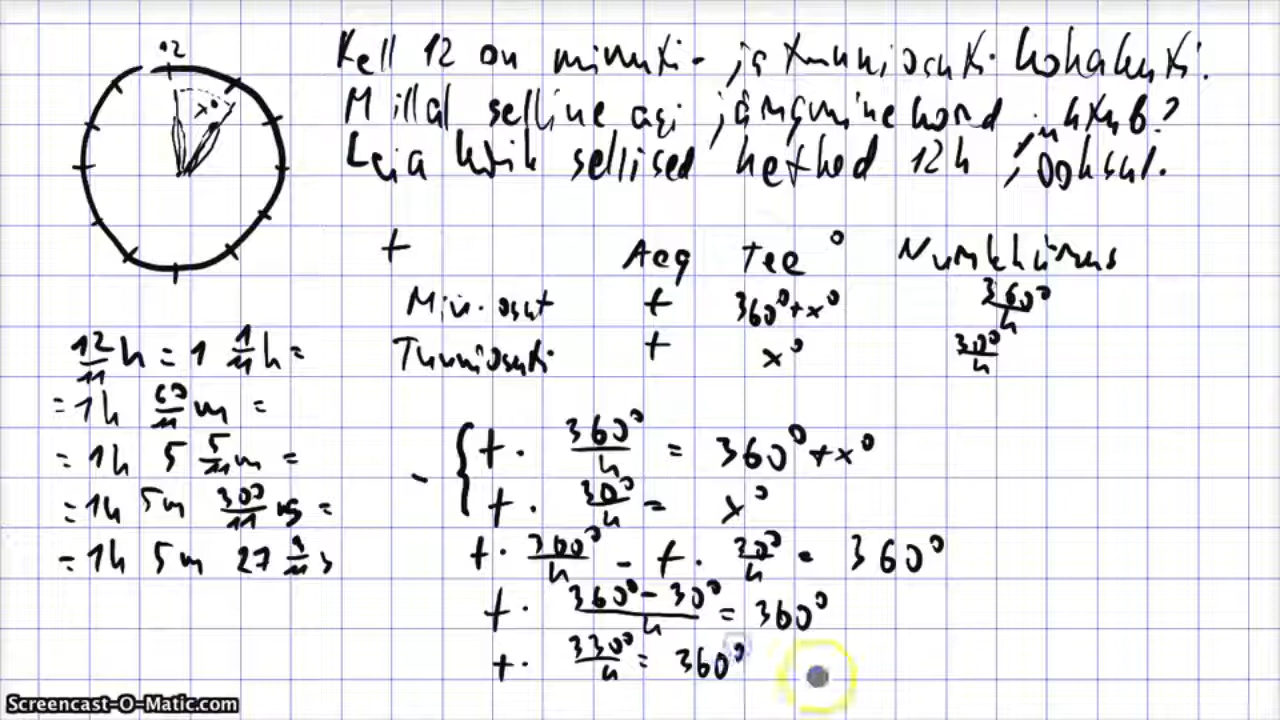 12
Kell 12 on minuti- ja tunniosuti kohakuti.
Millal selline asi järgmine kord juhtub?
Leia kõik sellised hetked 12h jooksul.
x°
t Aeg Tee ° Nurkkiirus
Min. osut t 360°+x° 360°/h
Tunniosuti t x° 30°/h
12/11 h = 1 1/11 h =
= 1h 60/11 m =
= 1h 5 5/11 m =
= 1h 5m 300/11 s =
= 1h 5m 27 3/11 s
- { t · 360°/h = 360°+x°
t · 30°/h = x°
t · 360°/h - t · 30°/h = 360°
t · 360°-30°/h = 360°
t · 330°/h = 360°
Screencast-O-Matic.com